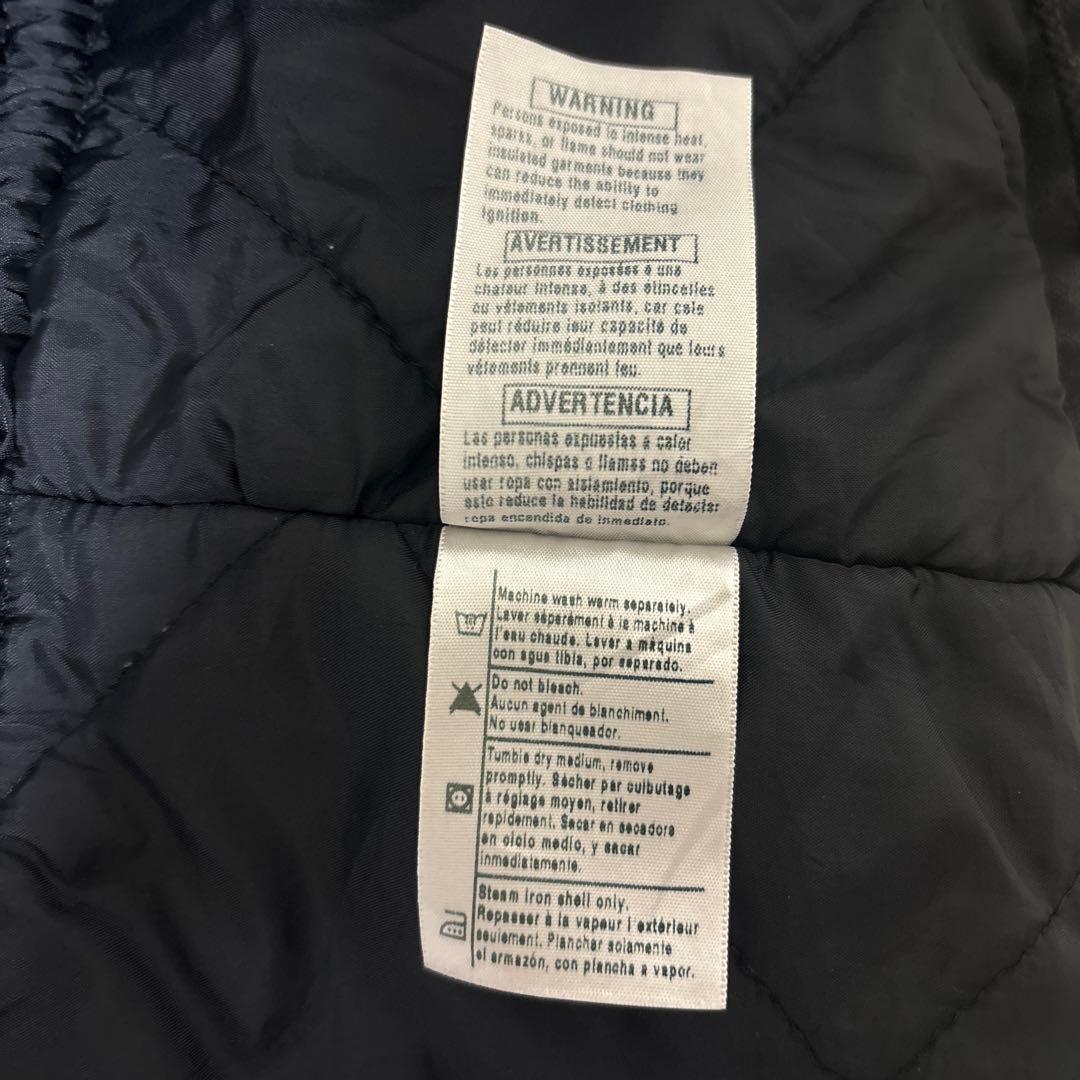 WARNING
Persons exposed to intense heat,
sparks, or flame should not wear
insulated garments because they
can reduce the ability to
immediately detect clothing
ignition.
AVERTISSEMENT
Les personnes exposées à une
chaleur intense, à des étincelles
ou vêtements isolants, car cela
peut réduire leur capacité de
détecter immédiatement que leurs
vêtements prennent feu.
ADVERTENCIA
Las personas expuestas a calor
intenso, chispas o llamas no deben
usar ropa con aislamiento, porque
esto reduce la habilidad de detectar
ropa encendida de inmediato.
Machine wash warm separately.
Laver séparément à la machine à
l'eau chaude. Lavar a máquina
con agua tibia, por separado.
Do not bleach.
Aucun agent de blanchiment.
No usar blanqueador.
Tumble dry medium, remove
promptly. Sécher par culbutage
à réglage moyen, retirer
rapidement. Secar en secadora
en ciclo medio, y sacar
inmediatamente.
Steam iron shell only.
Repasser à la vapeur l'extérieur
seulement. Planchar solamente
el armazón, con plancha a vapor.